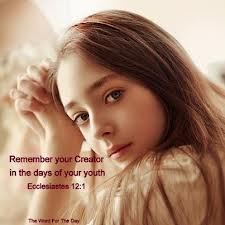 Remember your Creator
in the days of your youth
Ecclesiastes 12:1
The Word For The Day